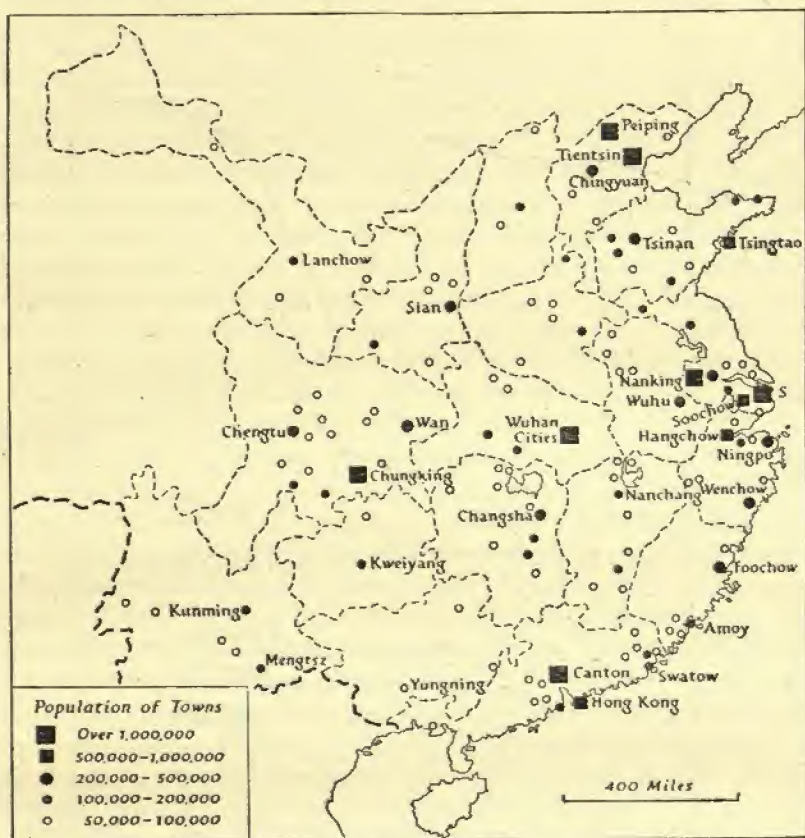 Peiping
Tientsin
Chingyuan
Tsinan
Tsingtao
Lanchow
Sian
Nanking
Wuhu
S
Soochow
Hangchow
Ningpo
Chengtu
Wan
Wuhan
Cities
Chungking
Nanchang
Wenchow
Changsha
Kweiyang
Foochow
Kunming
Amoy
Mengtsz
Yungning
Canton
Swatow
Hong Kong
Population of Towns
Over 1,000,000
500,000–1,000,000
200,000–500,000
100,000–200,000
50,000–100,000
400 Miles